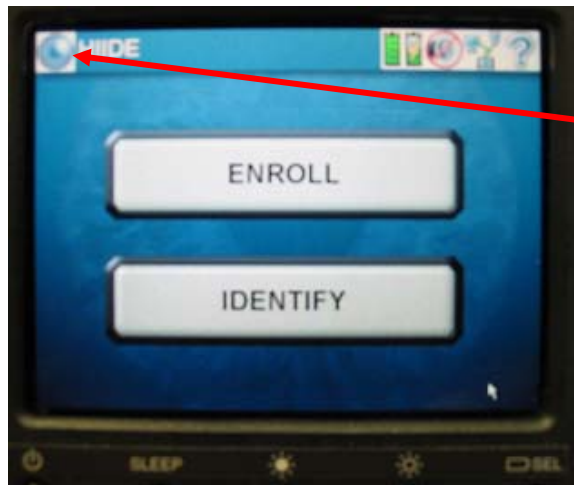 HIIDE
?
ENROLL
IDENTIFY
SLEEP
SEL